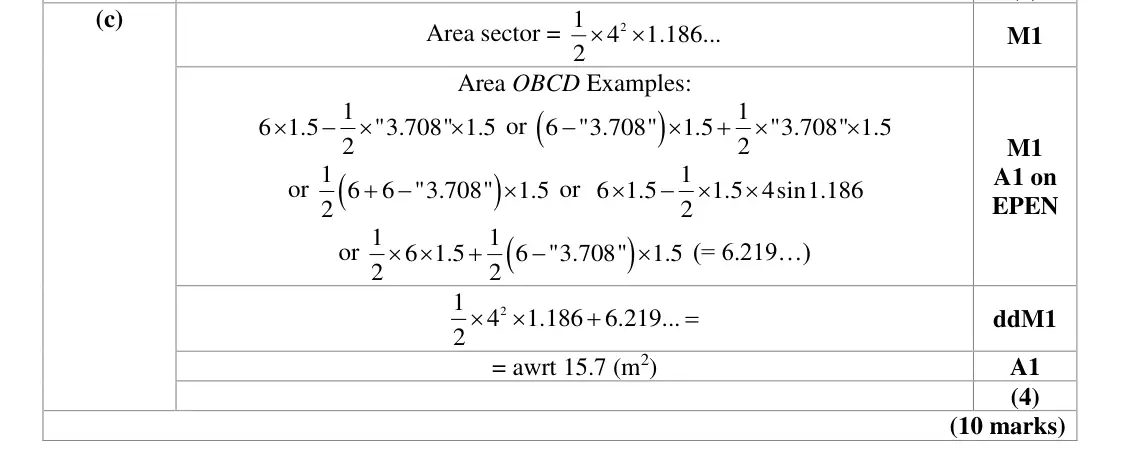 (c)
Area sector = 1/2 × 4² × 1.186... M1
Area OBCD Examples:
6×1.5 − 1/2 × "3.708"×1.5 or (6−"3.708")×1.5 + 1/2 × "3.708"×1.5
or 1/2 (6+6−"3.708")×1.5 or 6×1.5 − 1/2 ×1.5×4sin1.186
or 1/2 ×6×1.5 + 1/2 (6−"3.708")×1.5 (= 6.219…)
M1
A1 on
EPEN
1/2 × 4² ×1.186 + 6.219... = ddM1
= awrt 15.7 (m²) A1
(4)
(10 marks)